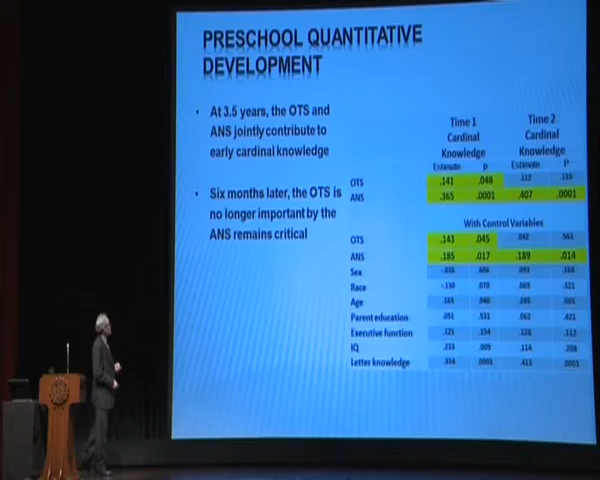 PRESCHOOL QUANTITATIVE
DEVELOPMENT
• At 3.5 years, the OTS and
ANS jointly contribute to
early cardinal knowledge
• Six months later, the OTS is
no longer important by the
ANS remains critical
Time 1 Time 2
Cardinal Cardinal
Knowledge Knowledge
Estimate p Estimate
OTS .141 .048 .112 .115
ANS .365 .0001 .407 .0001
With Control Variables
OTS .143 .045 .042 .561
ANS .185 .017 .189 .014
Sex .606 .093 .168
Race -.130 .070 .069 .321
Age .165 .040 .245 .001
Parent education .051 .531 .062 .421
Executive function .121 .154 .128 .112
IQ .233 .009 .114 .208
Letter knowledge .314 .0001 .415 .0001